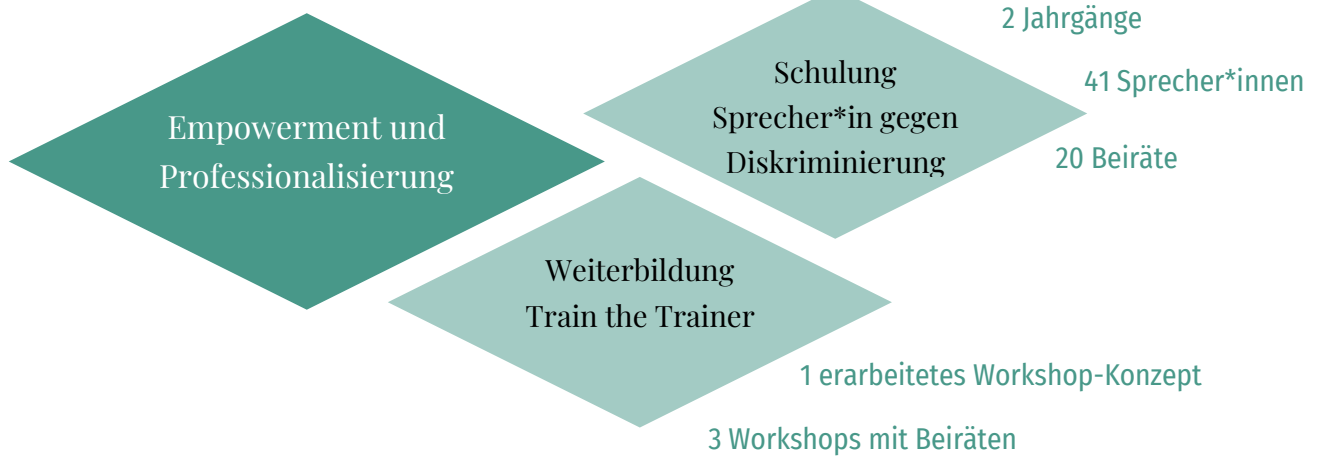 Empowerment und
Professionalisierung
Schulung
Sprecher*in gegen
Diskriminierung
2 Jahrgänge
41 Sprecher*innen
20 Beiräte
Weiterbildung
Train the Trainer
1 erarbeitetes Workshop-Konzept
3 Workshops mit Beiräten